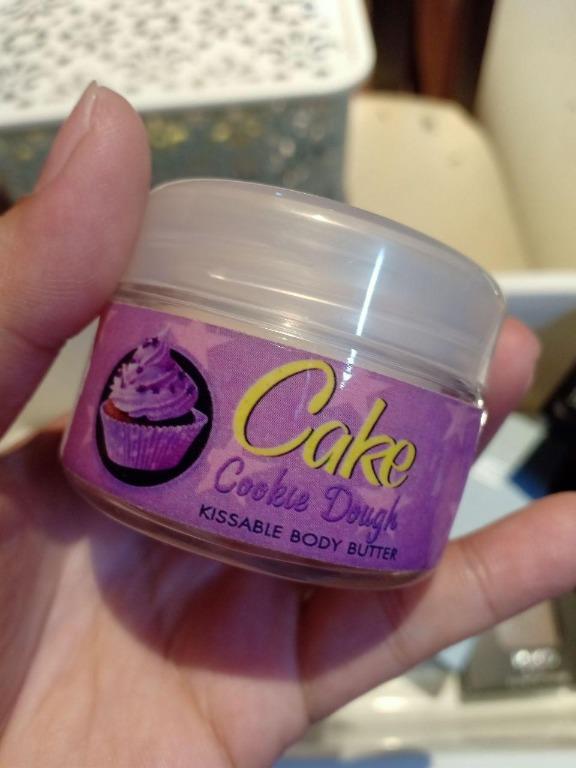 Cake
Cookie Dough
KISSABLE BODY BUTTER